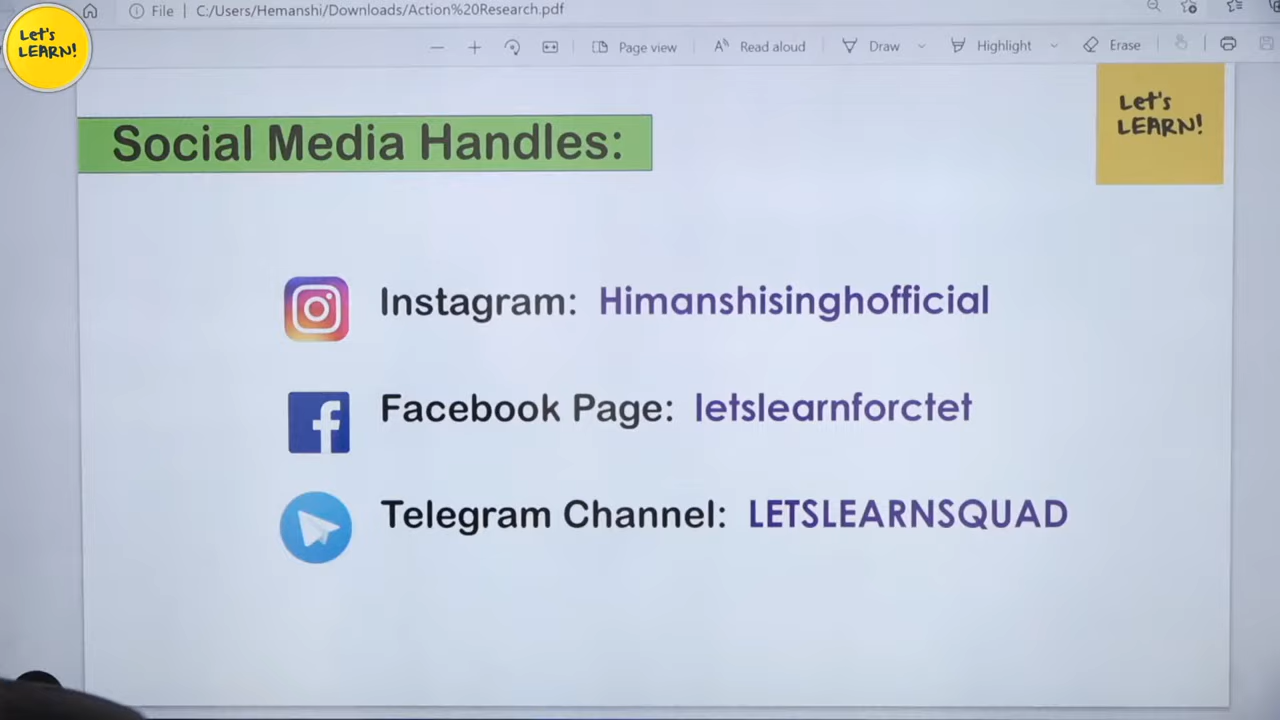 Let's
LEARN!
File
C:/Users/Hemanshi/Downloads/Action%20Research.pdf
Page view
Read aloud
Draw
Highlight
Erase
Let's
LEARN!
Social Media Handles:
Instagram: Himanshisinghofficial
Facebook Page: letslearnforctet
Telegram Channel: LETSLEARNSQUAD